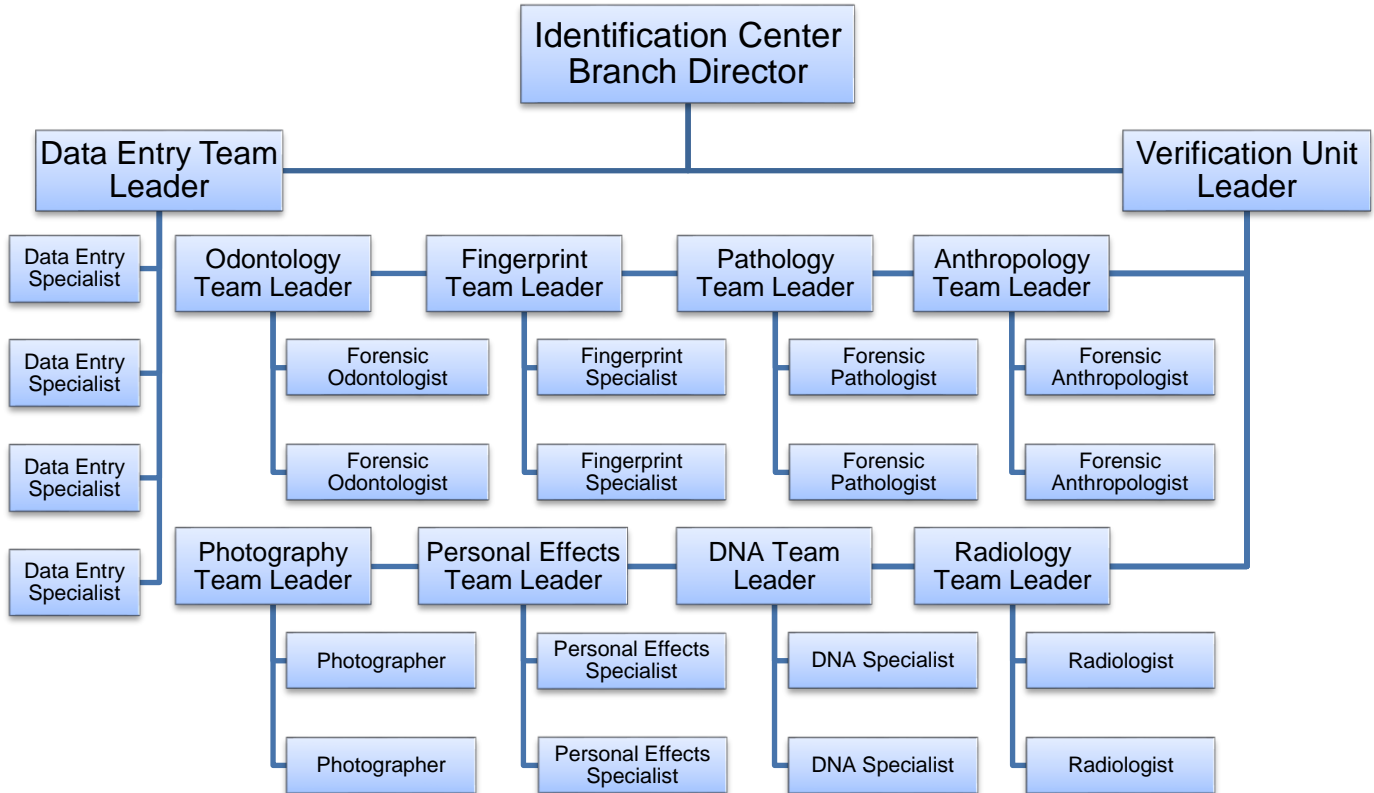 Identification Center
Branch Director
Data Entry Team
Leader
Verification Unit
Leader
Data Entry
Specialist
Data Entry
Specialist
Data Entry
Specialist
Data Entry
Specialist
Odontology
Team Leader
Fingerprint
Team Leader
Pathology
Team Leader
Anthropology
Team Leader
Forensic
Odontologist
Fingerprint
Specialist
Forensic
Pathologist
Forensic
Anthropologist
Forensic
Odontologist
Fingerprint
Specialist
Forensic
Pathologist
Forensic
Anthropologist
Photography
Team Leader
Personal Effects
Team Leader
DNA Team
Leader
Radiology
Team Leader
Photographer
Personal Effects
Specialist
DNA Specialist
Radiologist
Photographer
Personal Effects
Specialist
DNA Specialist
Radiologist